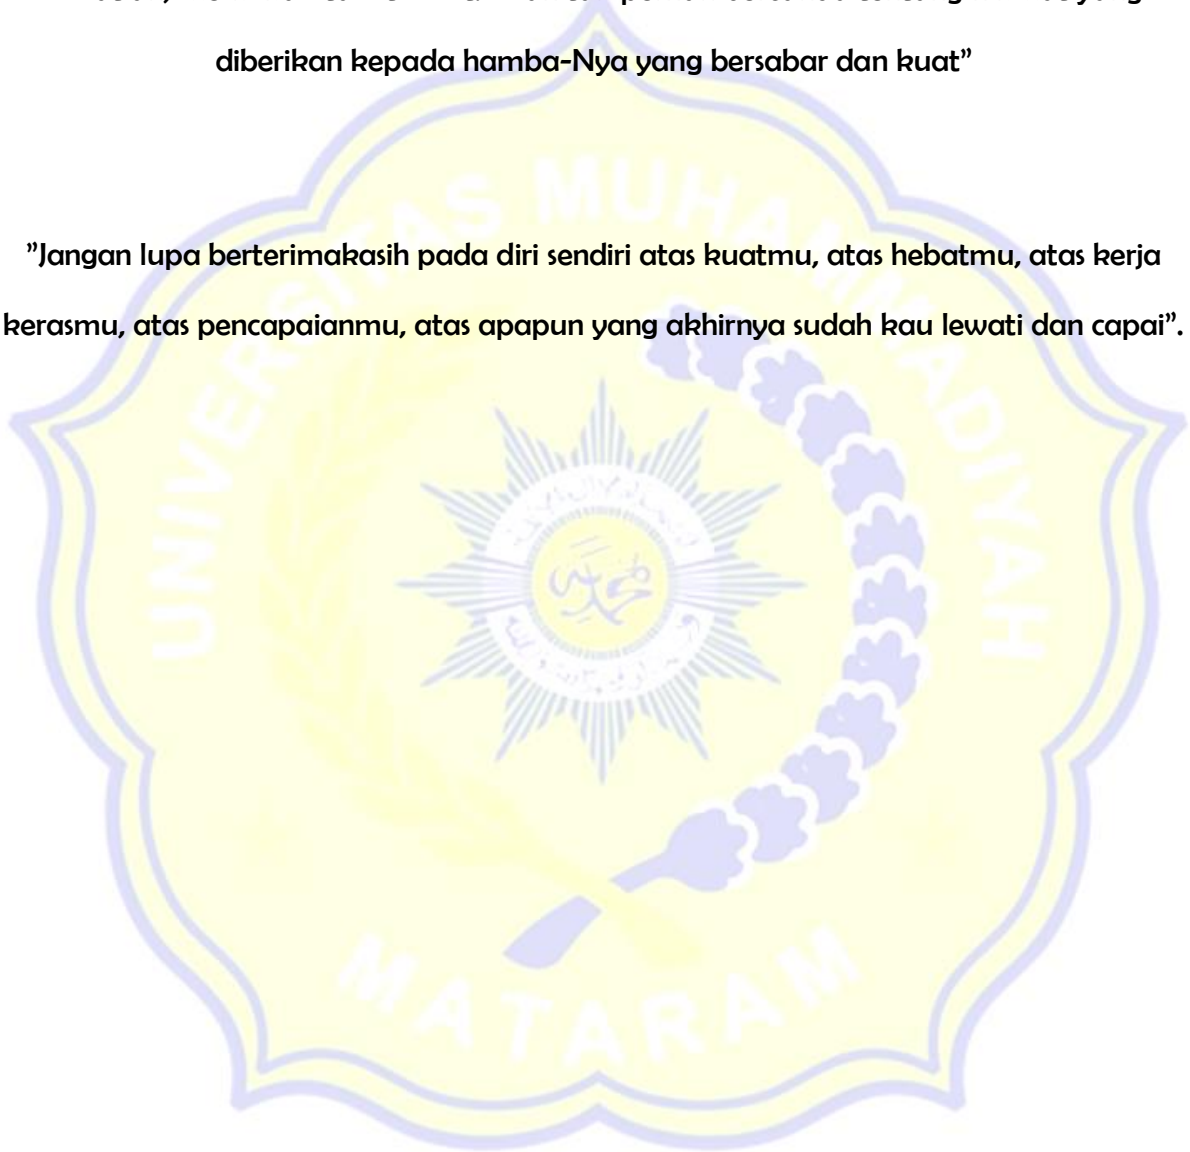 diberikan kepada hamba-Nya yang bersabar dan kuat”
”Jangan lupa berterimakasih pada diri sendiri atas kuatmu, atas hebatmu, atas kerja
kerasmu, atas pencapaianmu, atas apapun yang akhirnya sudah kau lewati dan capai”.
UNIVERSITAS MUHAMMADIYAH
MATARAM